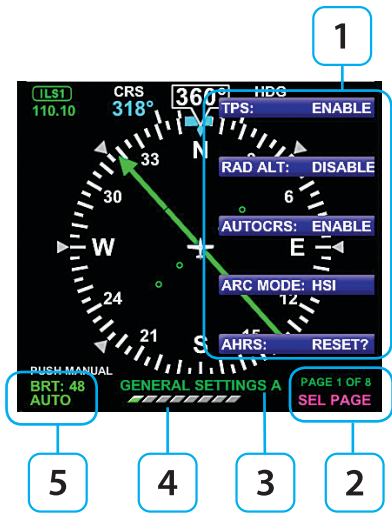 1
ILS1
110.10
CRS
318°
360°
HDG
TPS: ENABLE
N
33
30
RAD ALT: DISABLE
6
AUTOCRS: ENABLE
W
E
ARC MODE: HSI
24
12
21
S
15
AHRS: RESET?
PUSH MANUAL
BRT: 48
AUTO
GENERAL SETTINGS A
PAGE 1 OF 8
SEL PAGE
5
4
3
2